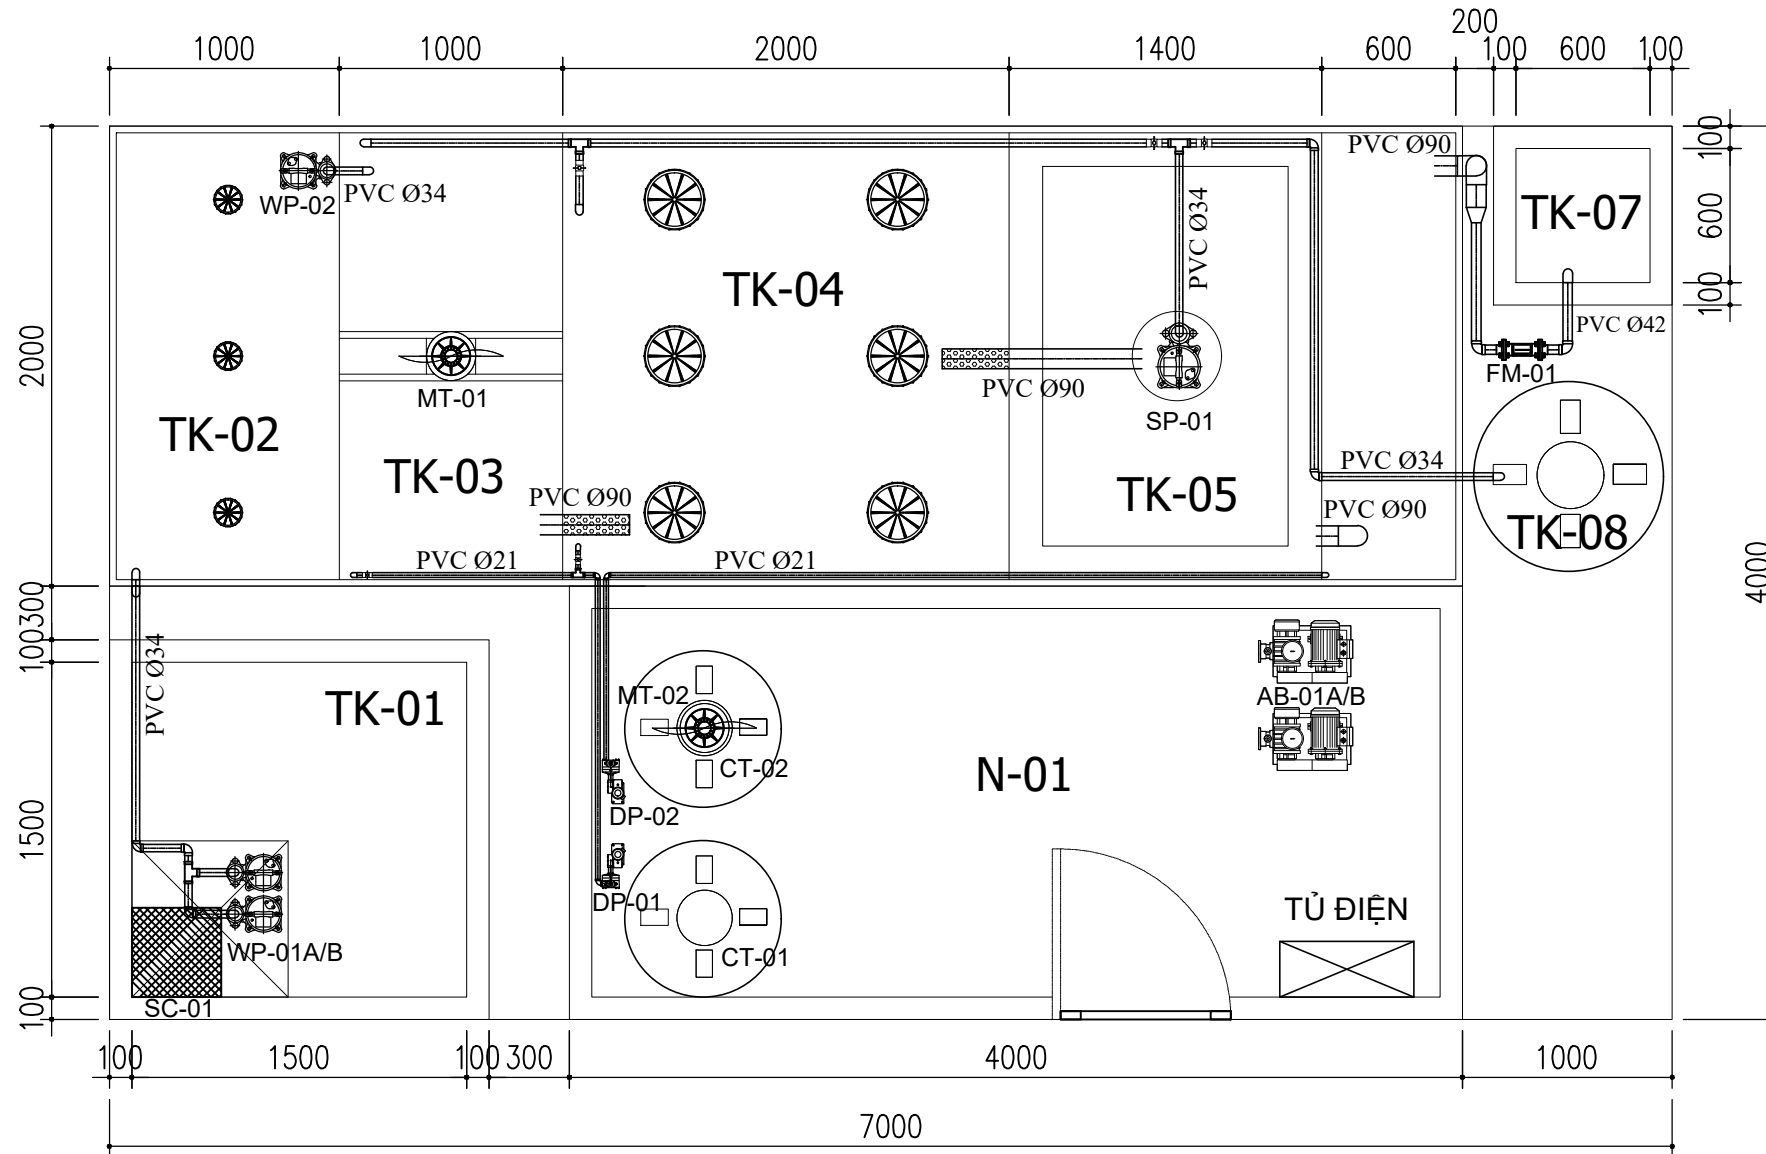 200
1000 1000 2000 1400 600 100 600 100
PVC Ø90
100
WP-02
PVC Ø34
PVC Ø34
TK-07
600
TK-04
100
PVC Ø42
2000
MT-01
PVC Ø90
SP-01
FM-01
TK-02
TK-03
PVC Ø34
TK-05
PVC Ø90
PVC Ø90
TK-08
PVC Ø21
PVC Ø21
4000
300
100
PVC Ø34
TK-01
MT-02
AB-01A/B
CT-02
N-01
DP-02
1500
DP-01
TỦ ĐIỆN
WP-01A/B
CT-01
SC-01
100
100 1500 100 300 4000 1000
7000